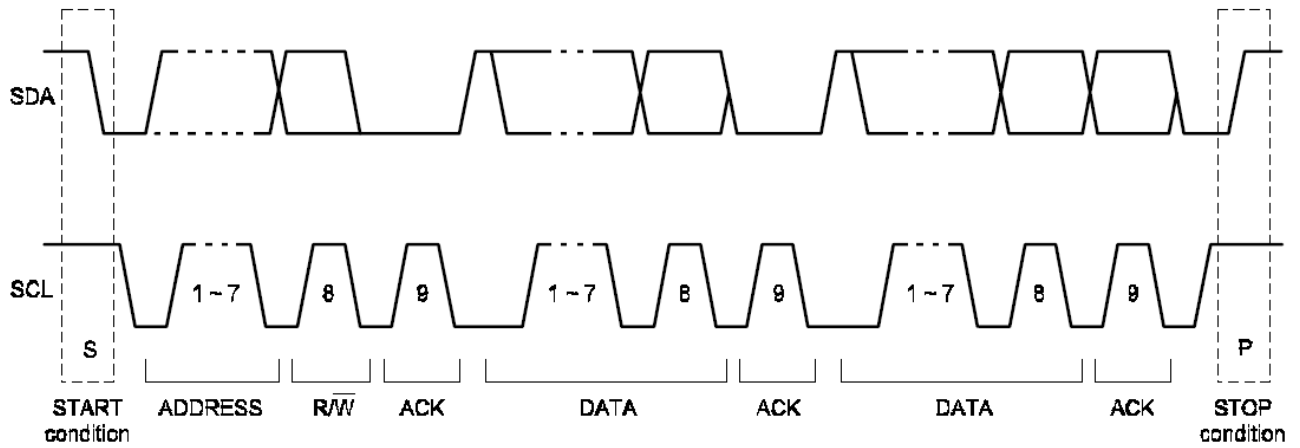 SDA
SCL
1 ~ 7
8
9
1 ~ 7
8
9
1 ~ 7
8
9
S
P
START condition
ADDRESS
R/W̅
ACK
DATA
ACK
DATA
ACK
STOP condition